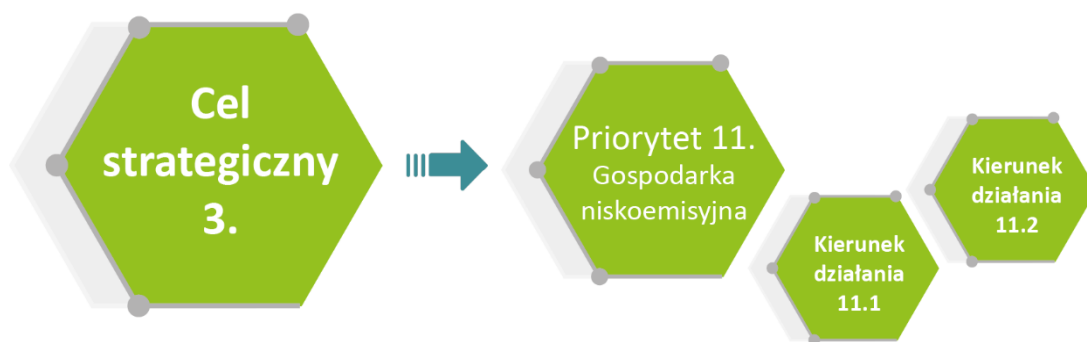 Cel
strategiczny
3.
Priorytet 11.
Gospodarka
niskoemisyjna
Kierunek
działania
11.1
Kierunek
działania
11.2